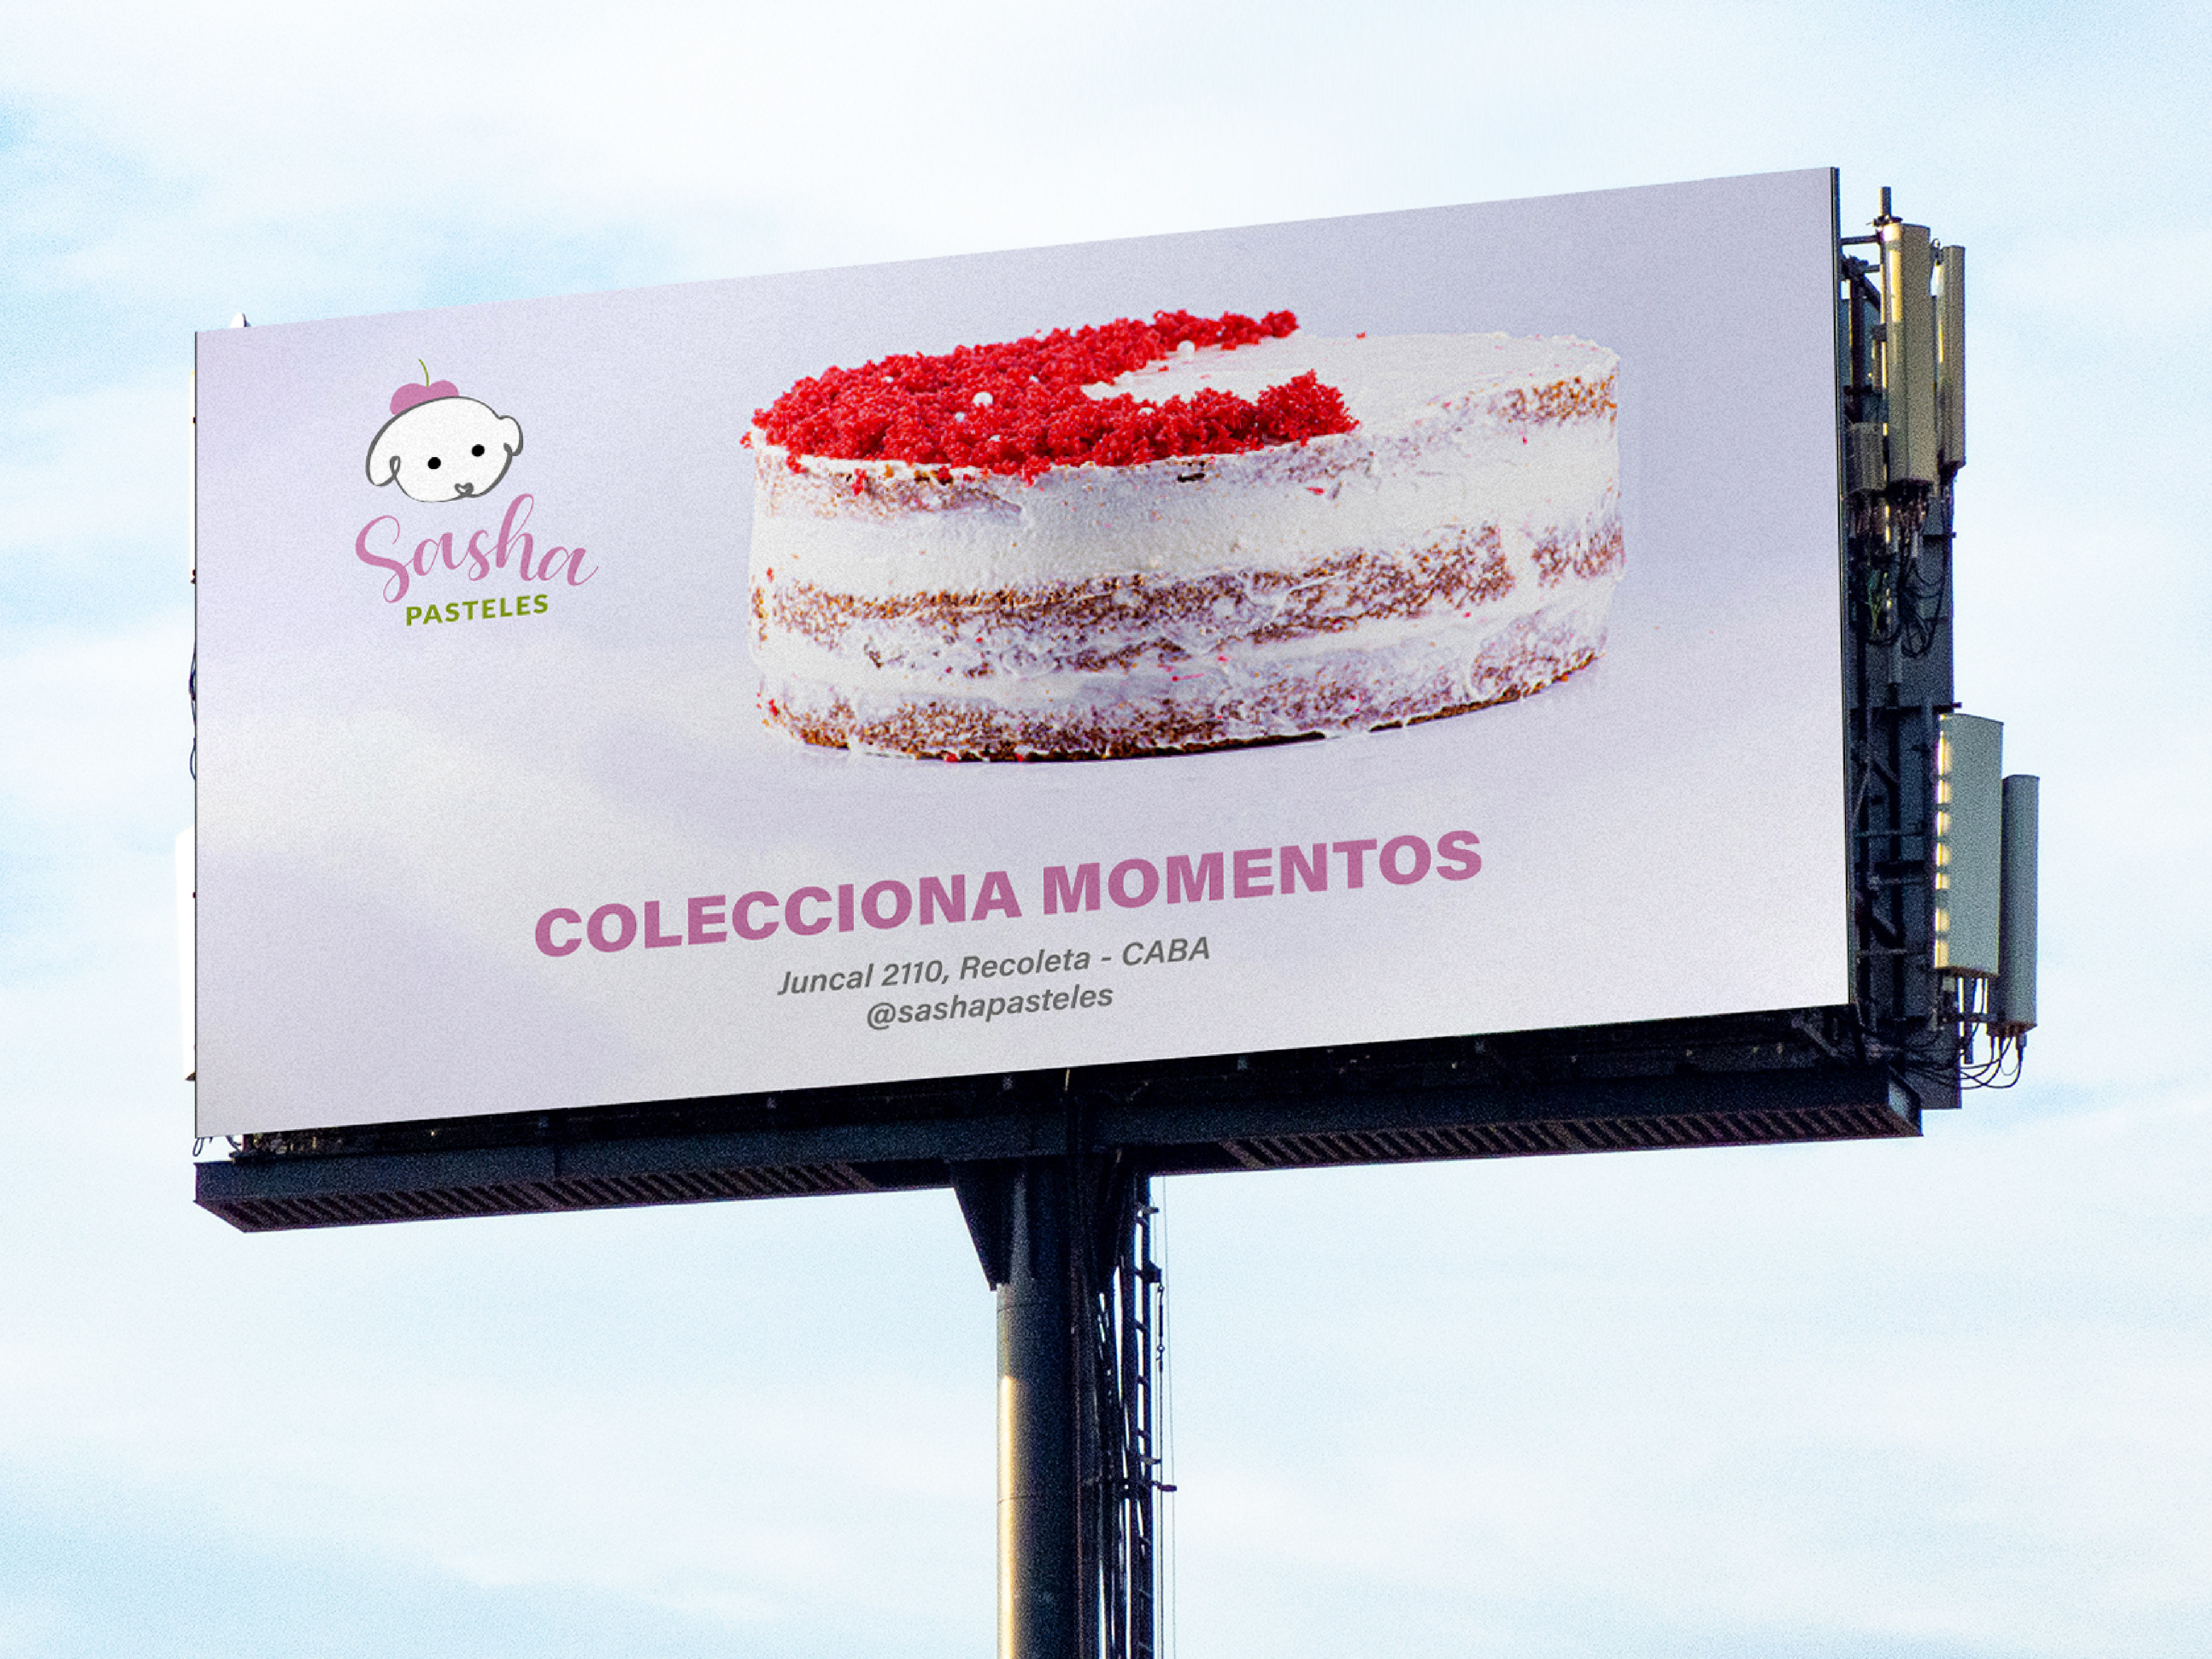 Sasha
PASTELES
COLECCIONA MOMENTOS
Juncal 2110, Recoleta - CABA
@sashapasteles